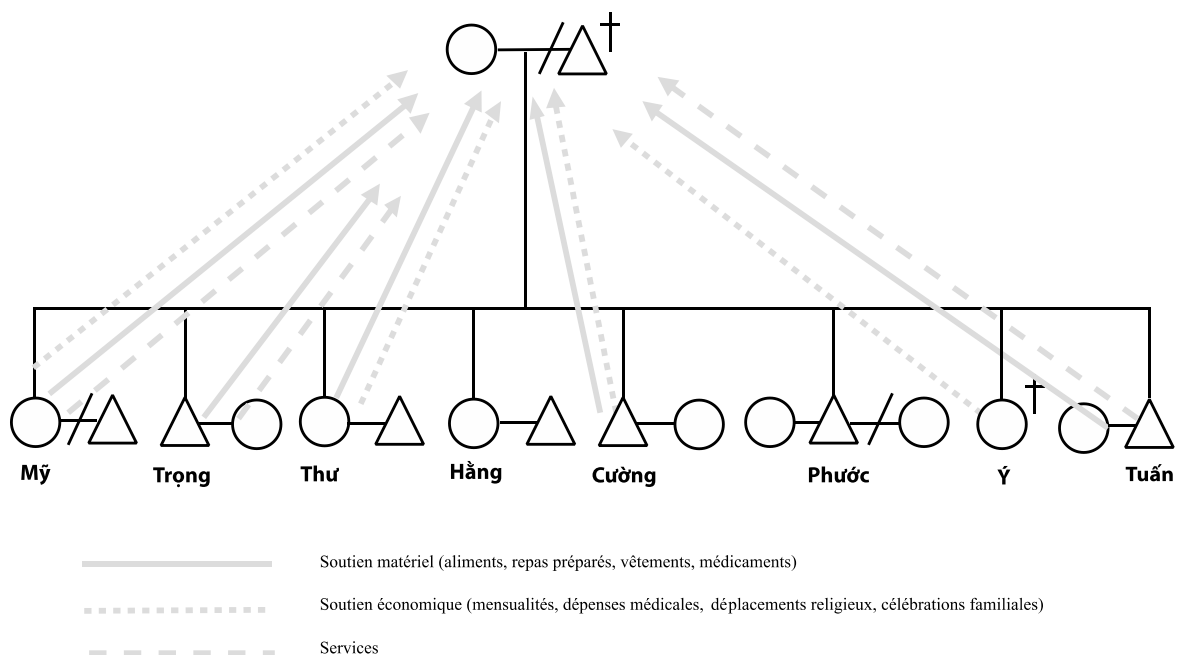 Mỹ Trọng Thư Hằng Cường Phước Ý Tuấn
Soutien matériel (aliments, repas préparés, vêtements, médicaments)
Soutien économique (mensualités, dépenses médicales, déplacements religieux, célébrations familiales)
Services